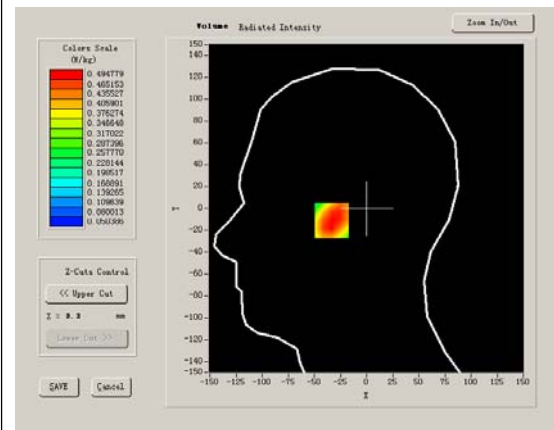 Volume Radiated Intensity
Zoom In/Out
Colors Scale
(W/kg)
0.494779
0.465153
0.435527
0.405901
0.376274
0.346648
0.317022
0.287396
0.257770
0.228144
0.198517
0.168891
0.139265
0.109639
0.080013
0.050386
Z-Cuts Control
<< Upper Cut
mm
Lower Cut >>
SAVE
Cancel
150
140
120
100
80
60
40
20
0
-20
-40
-60
-80
-100
-120
-140
-150
Y
-150 -125 -100 -75 -50 -25 0 25 50 75 100 125 150
X